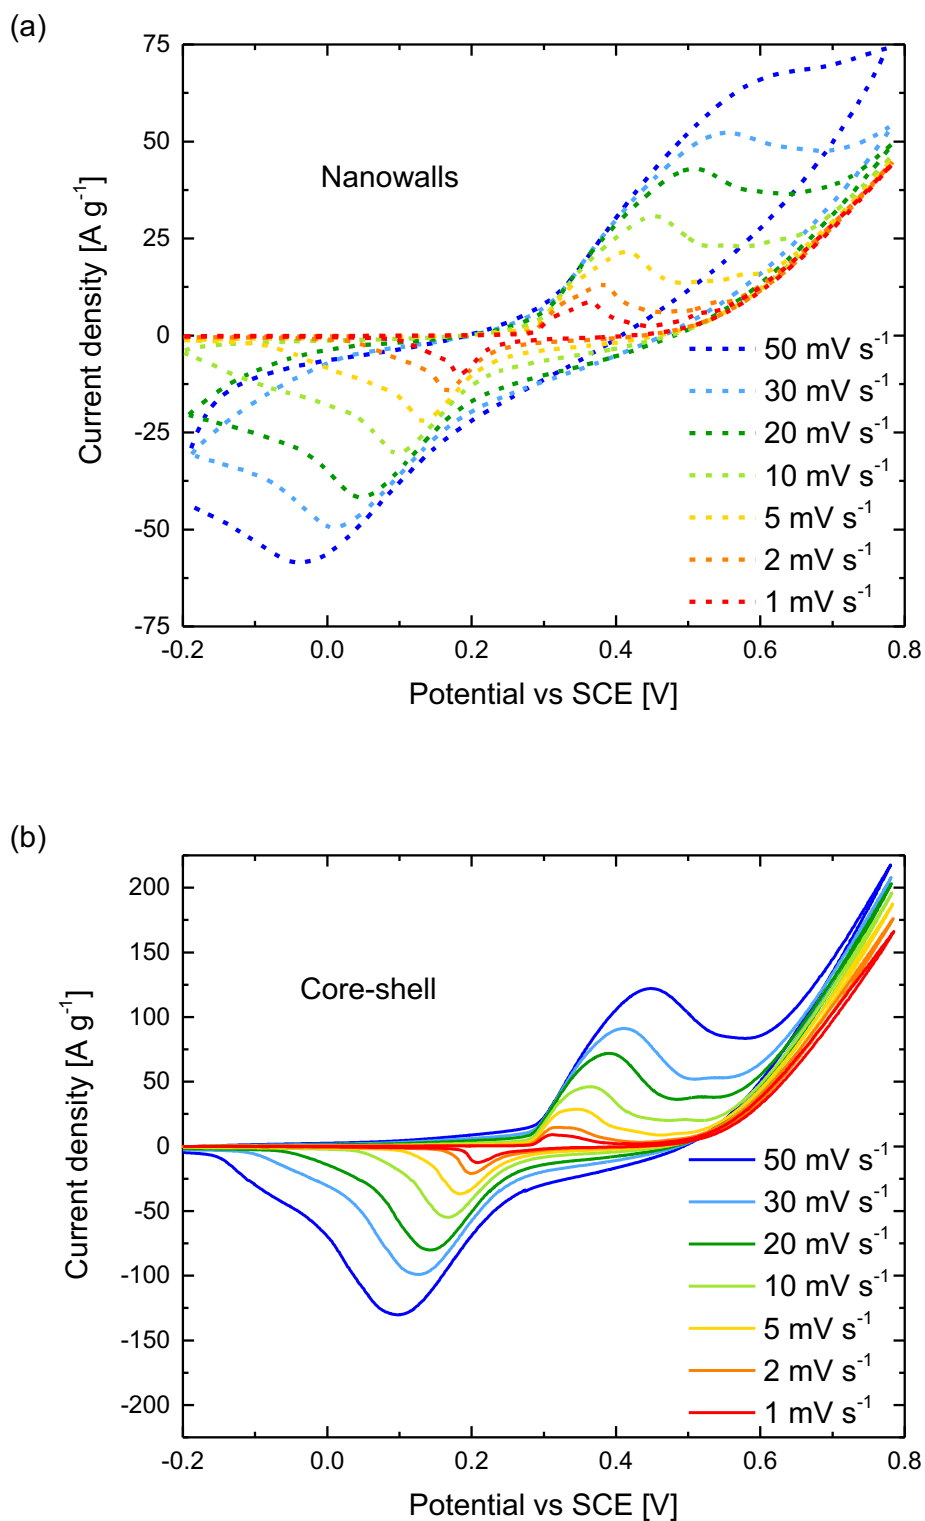 (a)
75
50
25
0
-25
-50
-75
Current density [A g⁻¹]
Nanowalls
50 mV s⁻¹
30 mV s⁻¹
20 mV s⁻¹
10 mV s⁻¹
5 mV s⁻¹
2 mV s⁻¹
1 mV s⁻¹
-0.2 0.0 0.2 0.4 0.6 0.8
Potential vs SCE [V]
(b)
200
150
100
50
0
-50
-100
-150
-200
Current density [A g⁻¹]
Core-shell
50 mV s⁻¹
30 mV s⁻¹
20 mV s⁻¹
10 mV s⁻¹
5 mV s⁻¹
2 mV s⁻¹
1 mV s⁻¹
-0.2 0.0 0.2 0.4 0.6 0.8
Potential vs SCE [V]